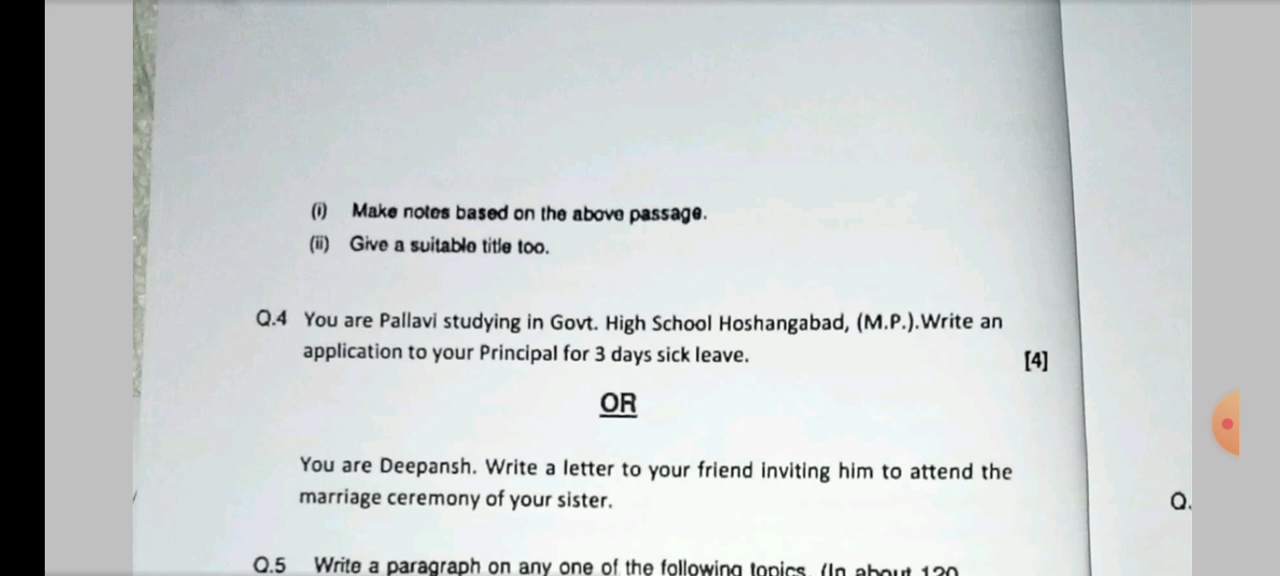 (i) Make notes based on the above passage.
(ii) Give a suitable title too.
Q.4 You are Pallavi studying in Govt. High School Hoshangabad, (M.P.).Write an
application to your Principal for 3 days sick leave. [4]
OR
You are Deepansh. Write a letter to your friend inviting him to attend the
marriage ceremony of your sister.
Q.
Q.5 Write a paragraph on any one of the following topics. (In about 120